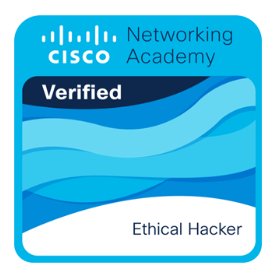 Networking
CISCO Academy
Verified
Ethical Hacker